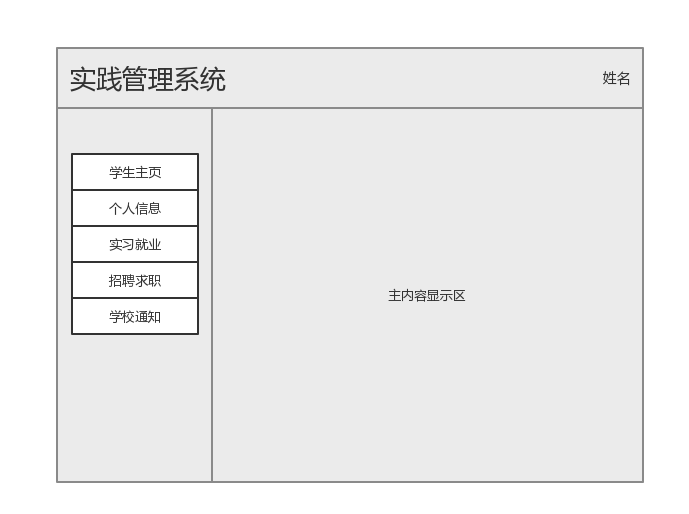 实践管理系统
姓名
学生主页
个人信息
实习就业
招聘求职
学校通知
主内容显示区